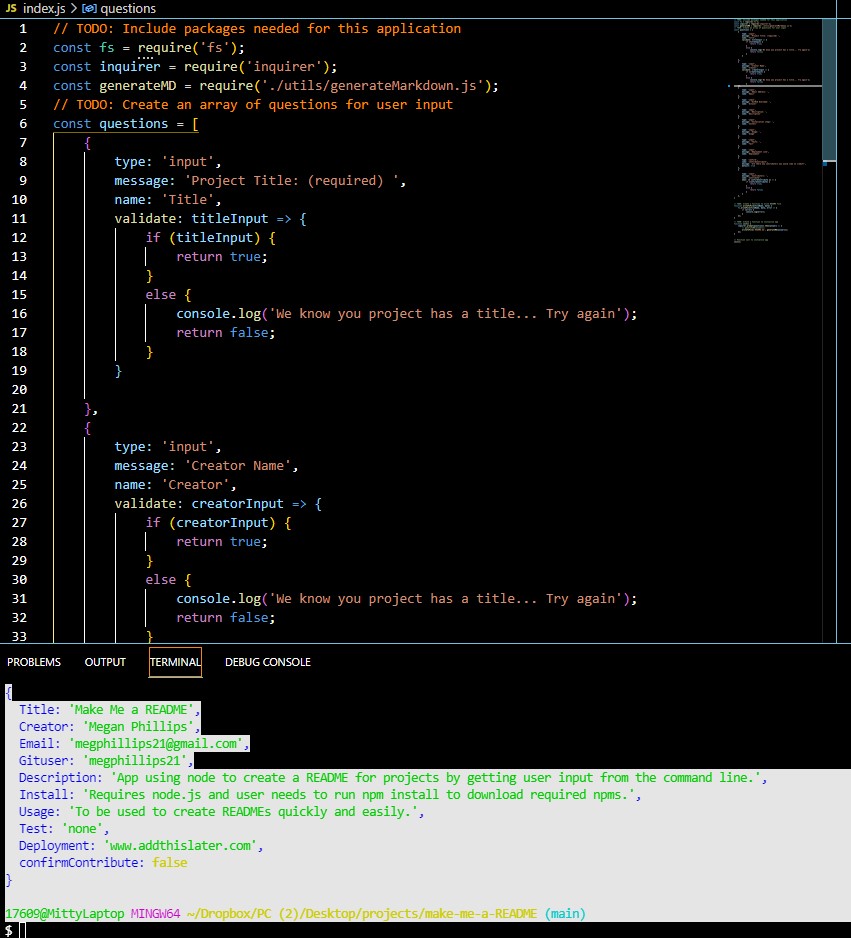 JS index.js > questions
1 // TODO: Include packages needed for this application
2 const fs = require('fs');
3 const inquirer = require('inquirer');
4 const generateMD = require('./utils/generateMarkdown.js');
5 // TODO: Create an array of questions for user input
6 const questions = [
7 {
8 type: 'input',
9 message: 'Project Title: (required) ',
10 name: 'Title',
11 validate: titleInput => {
12 if (titleInput) {
13 return true;
14 }
15 else {
16 console.log('We know you project has a title... Try again');
17 return false;
18 }
19 }
20
21 },
22 {
23 type: 'input',
24 message: 'Creator Name',
25 name: 'Creator',
26 validate: creatorInput => {
27 if (creatorInput) {
28 return true;
29 }
30 else {
31 console.log('We know you project has a title... Try again');
32 return false;
33 }
PROBLEMS OUTPUT TERMINAL DEBUG CONSOLE
{
Title: 'Make Me a README',
Creator: 'Megan Phillips',
Email: 'megphillips21@gmail.com',
Gituser: 'megphillips21',
Description: 'App using node to create a README for projects by getting user input from the command line.',
Install: 'Requires node.js and user needs to run npm install to download required npms.',
Usage: 'To be used to create READMEs quickly and easily.',
Test: 'none',
Deployment: 'www.addthislater.com',
confirmContribute: false
}
17609@MittyLaptop MINGW64 ~/Dropbox/PC (2)/Desktop/projects/make-me-a-README (main)
$